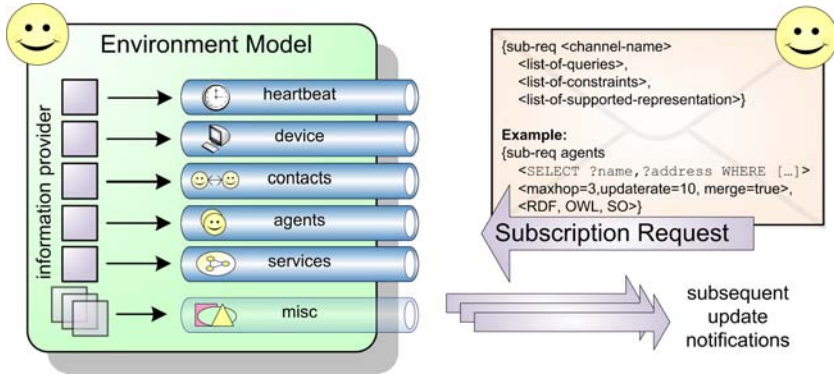 Environment Model
information provider
heartbeat
device
contacts
agents
services
misc
{sub-req <channel-name>
<list-of-queries>,
<list-of-constraints>,
<list-of-supported-representation>}
Example:
{sub-req agents
<SELECT ?name,?address WHERE […]>
<maxhop=3,updaterate=10, merge=true>,
<RDF, OWL, SO>}
Subscription Request
subsequent
update
notifications